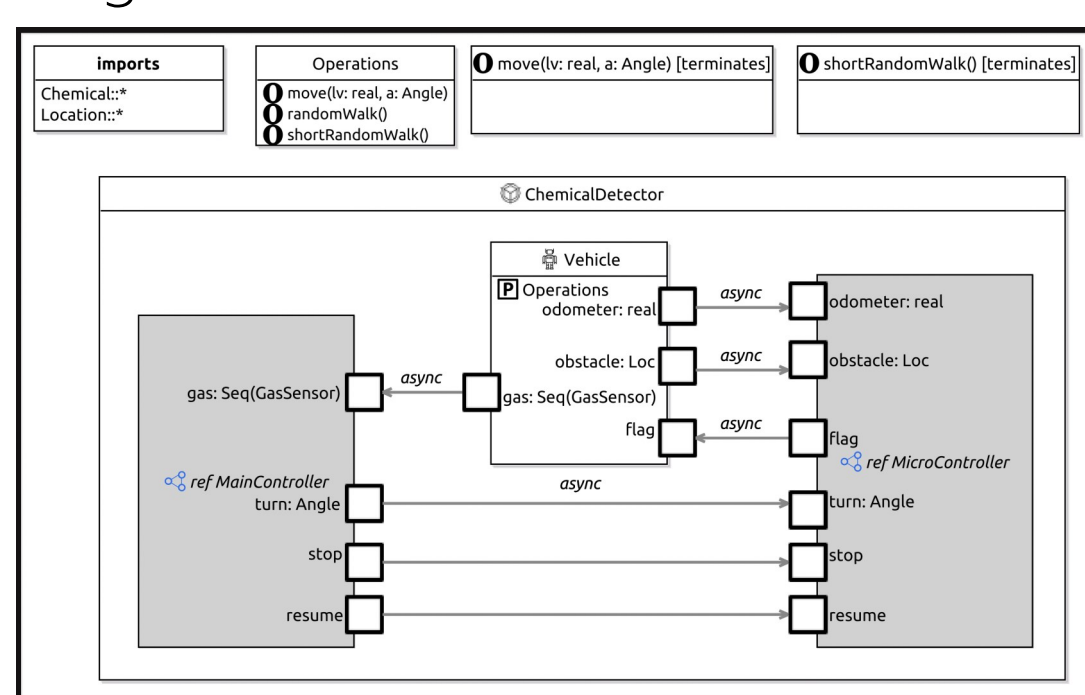 imports
Chemical::*
Location::*
Operations
O move(lv: real, a: Angle)
O randomWalk()
O shortRandomWalk()
O move(lv: real, a: Angle) [terminates]
O shortRandomWalk() [terminates]
ChemicalDetector
Vehicle
P Operations
odometer: real
async
odometer: real
obstacle: Loc
async
obstacle: Loc
gas: Seq(GasSensor)
async
gas: Seq(GasSensor)
flag
async
flag
ref MainController
ref MicroController
turn: Angle
async
turn: Angle
stop
stop
resume
resume